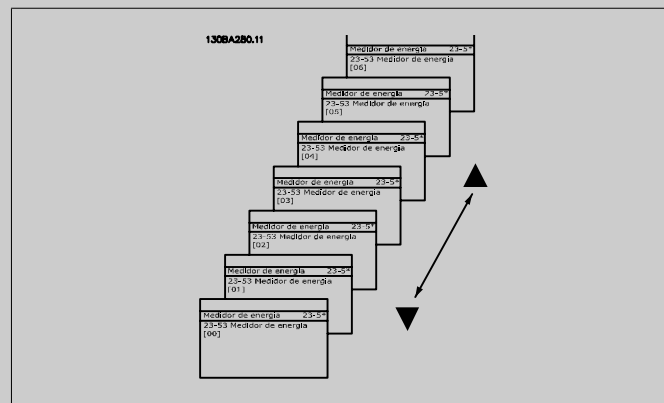 130BA280.11
Medidor de energia 23-5*
23-53 Medidor de energia
[06]
Medidor de energia 23-5*
23-53 Medidor de energia
[05]
Medidor de energia 23-5*
23-53 Medidor de energia
[04]
Medidor de energia 23-5*
23-53 Medidor de energia
[03]
Medidor de energia 23-5*
23-53 Medidor de energia
[02]
Medidor de energia 23-5*
23-53 Medidor de energia
[01]
Medidor de energia 23-5*
23-53 Medidor de energia
[00]